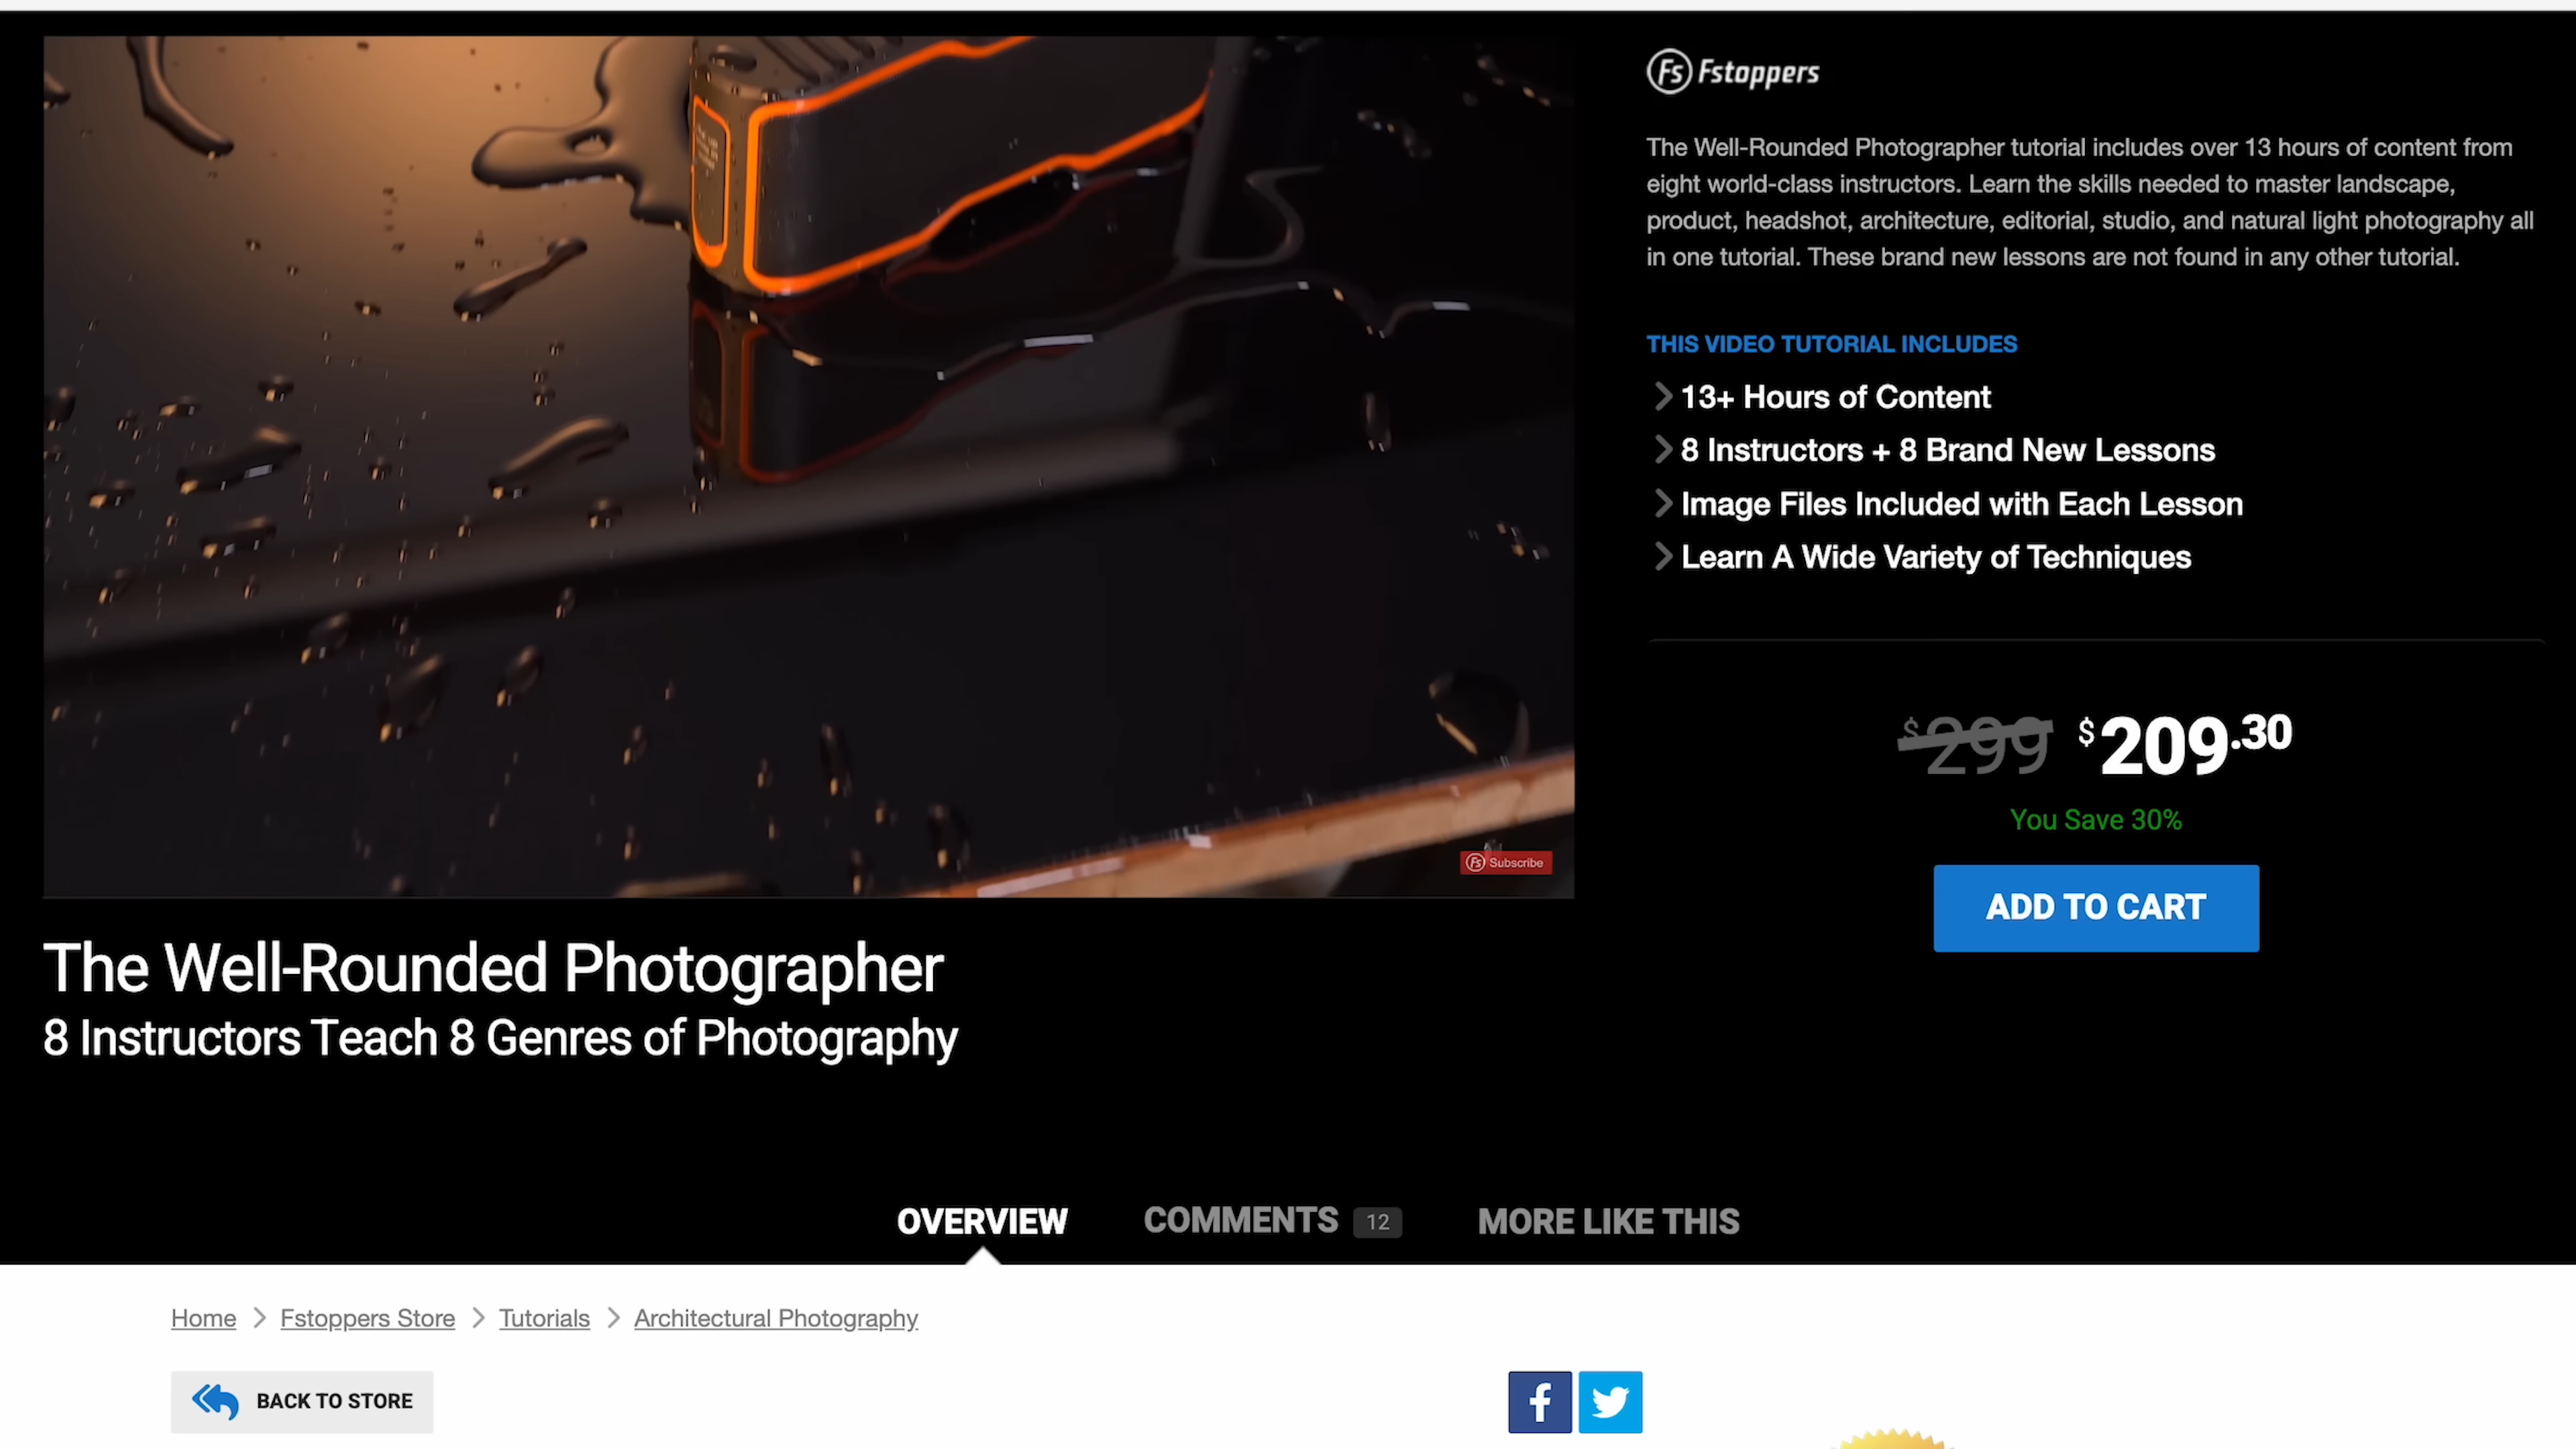 Fs Fstoppers
The Well-Rounded Photographer tutorial includes over 13 hours of content from
eight world-class instructors. Learn the skills needed to master landscape,
product, headshot, architecture, editorial, studio, and natural light photography all
in one tutorial. These brand new lessons are not found in any other tutorial.
THIS VIDEO TUTORIAL INCLUDES
13+ Hours of Content
8 Instructors + 8 Brand New Lessons
Image Files Included with Each Lesson
Learn A Wide Variety of Techniques
$299 $209.30
You Save 30%
ADD TO CART
Fs Subscribe
The Well-Rounded Photographer
8 Instructors Teach 8 Genres of Photography
OVERVIEW COMMENTS 12 MORE LIKE THIS
Home > Fstoppers Store > Tutorials > Architectural Photography
BACK TO STORE